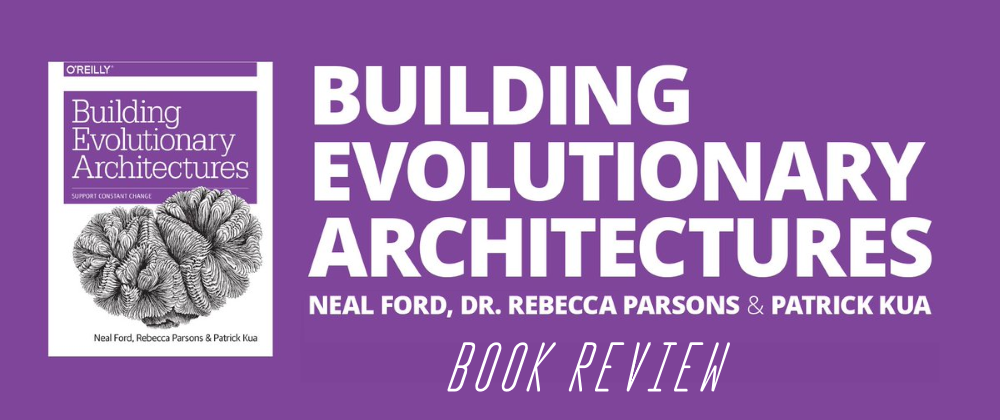 O'REILLY®
Building
Evolutionary
Architectures
SUPPORT CONSTANT CHANGE
Neal Ford, Rebecca Parsons & Patrick Kua
BUILDING
EVOLUTIONARY
ARCHITECTURES
NEAL FORD, DR. REBECCA PARSONS & PATRICK KUA
BOOK REVIEW